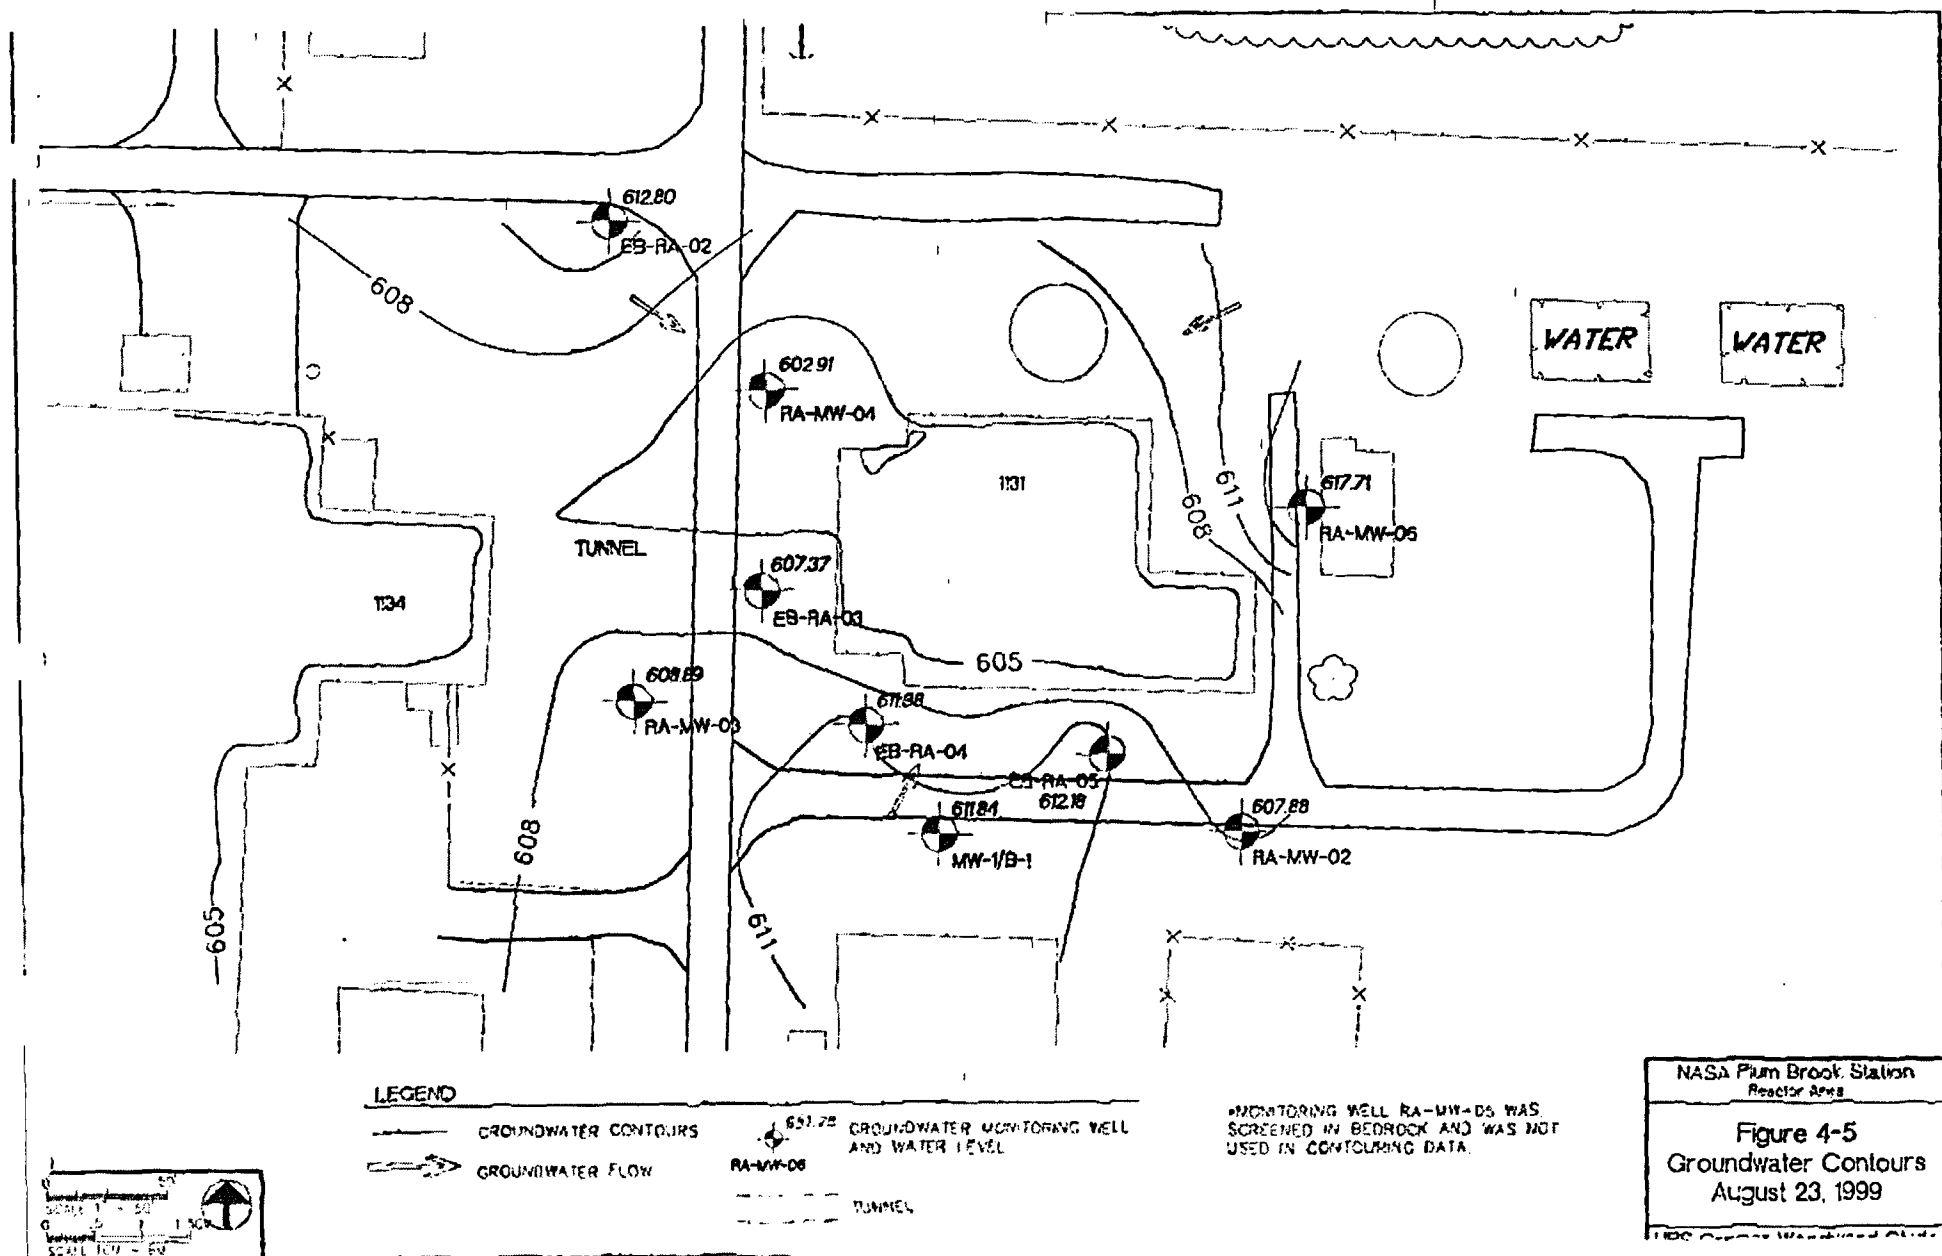 612.80
EB-RA-02
608
602.91
RA-MW-04
WATER
WATER
1131
611
608
617.71
RA-MW-06
TUNNEL
607.37
EB-RA-03
1134
605
608.89
RA-MW-03
611.98
EB-RA-04
EB-RA-05
612.18
611.84
MW-1/B-1
607.88
RA-MW-02
608
605
611
LEGEND
GROUNDWATER CONTOURS
GROUNDWATER FLOW
RA-MW-06
GROUNDWATER MONITORING WELL
AND WATER LEVEL
TUNNEL
*MONITORING WELL RA-MW-05 WAS
SCREENED IN BEDROCK AND WAS NOT
USED IN CONTOURING DATA.
NASA Plum Brook Station
Reactor Area
Figure 4-5
Groundwater Contours
August 23, 1999